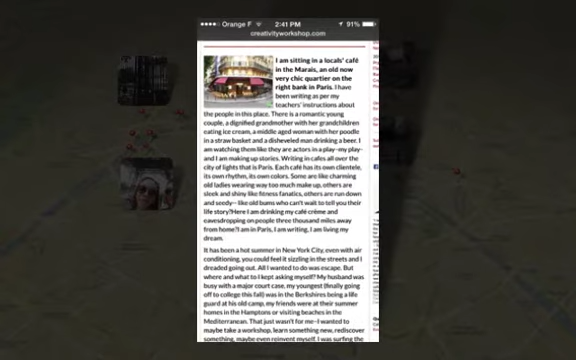 Orange F
2:41 PM
91%
creativityworkshop.com
I am sitting in a locals' café
in the Marais, an old now
very chic quarter on the
right bank in Paris. I have
been writing as per my
teachers' instructions about
the people in this place. There is a romantic young
couple, a dignified grandmother with her grandchildren
eating ice cream, a middle aged woman with her poodle
in a straw basket and a disheveled man drinking a beer. I
am watching them like they are actors in a play -my play-
and I am making up stories. Writing in cafes all over the
city of lights that is Paris. Each café has its own clientele,
its own rhythm, its own colors. Some are like charming
old ladies wearing way too much make up, others are
sleek and shiny like fitness fanatics, others are run down
and seedy-- like old bums who can't wait to tell you their
life story?Here I am drinking my café crème and
eavesdropping on people three thousand miles away
from home?I am in Paris, I am writing, I am living my
dream.
It has been a hot summer in New York City, even with air
conditioning, you could feel it sizzling in the streets and I
dreaded going out. All I wanted to do was escape. But
where and what to I kept asking myself? My husband was
busy with a major court case, my youngest (finally going
off to college this fall) was in the Berkshires being a life
guard at his old camp, my friends were at their summer
homes in the Hamptons or visiting beaches in the
Mediterranean. That just wasn't for me--I wanted to
maybe take a workshop, learn something new, rediscover
something, maybe even reinvent myself. I was surfing the